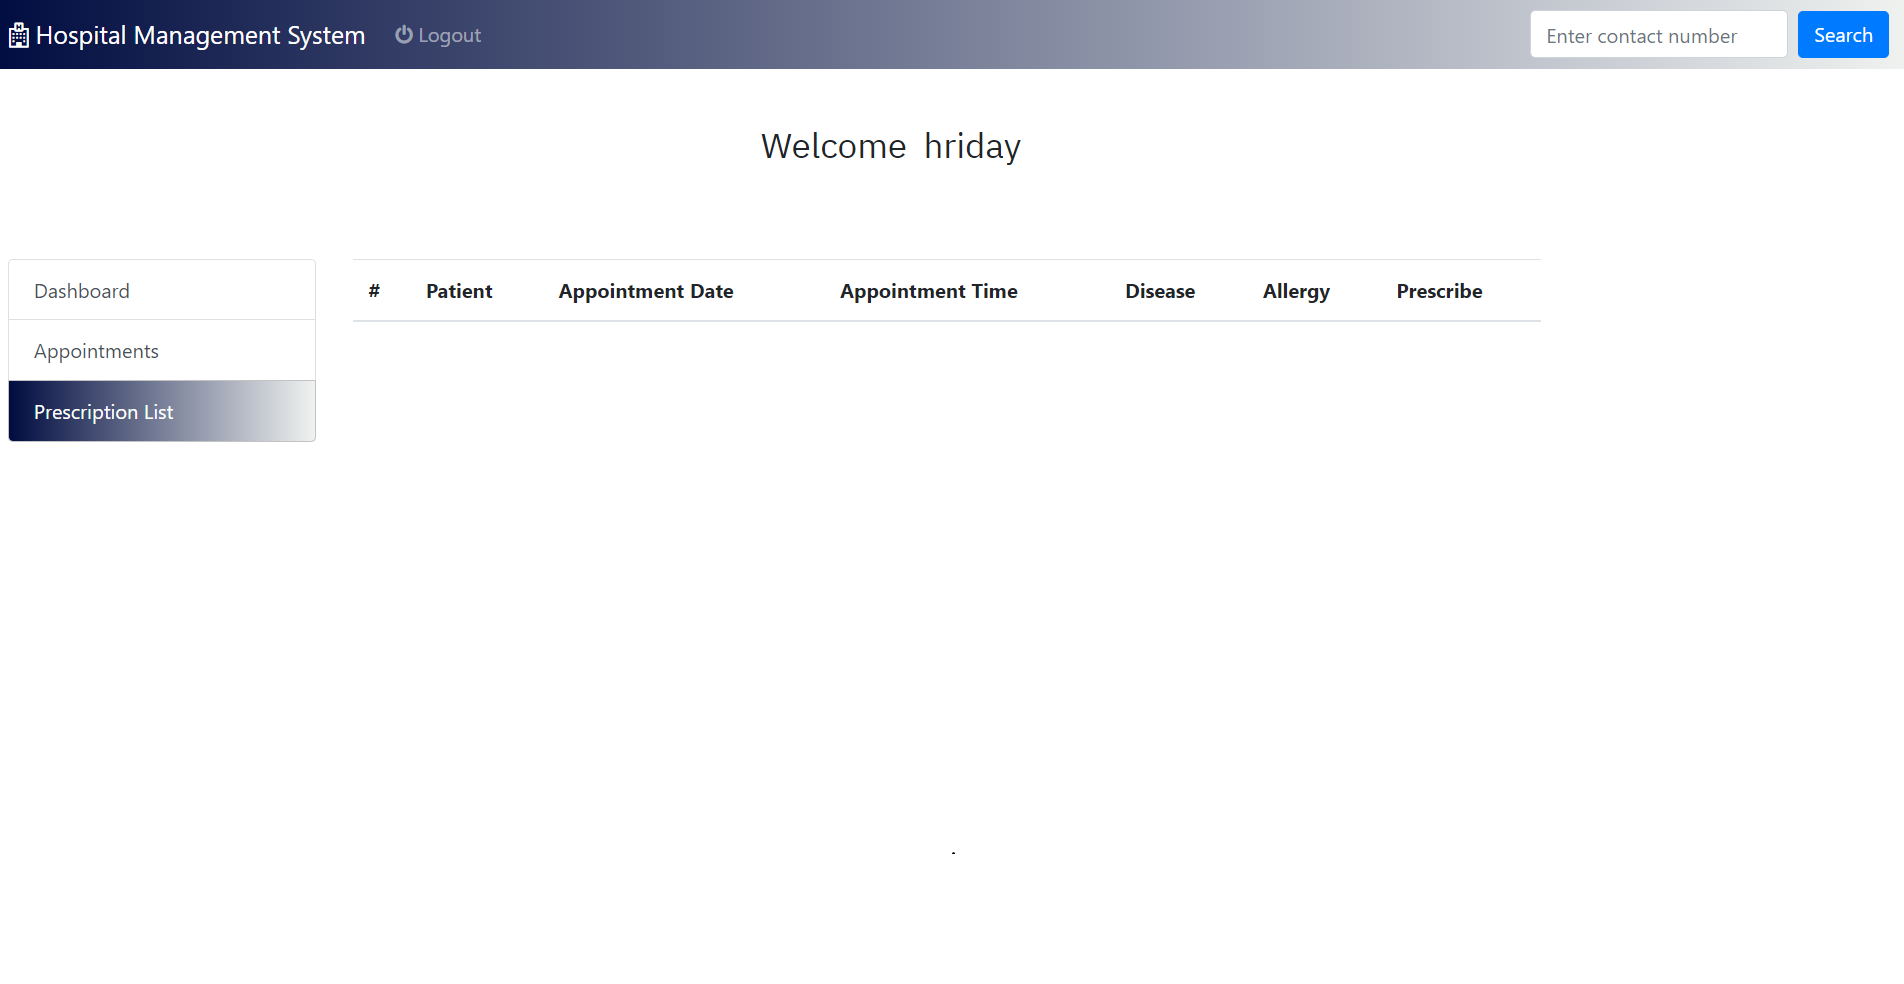 Hospital Management System Logout Enter contact number Search
Welcome hriday
Dashboard
Appointments
Prescription List
# Patient Appointment Date Appointment Time Disease Allergy Prescribe